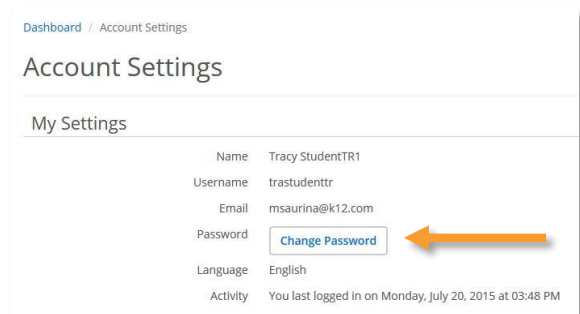 Dashboard / Account Settings
Account Settings
My Settings
Name Tracy StudentTR1
Username trastudenttr
Email msaurina@k12.com
Password Change Password
Language English
Activity You last logged in on Monday, July 20, 2015 at 03:48 PM